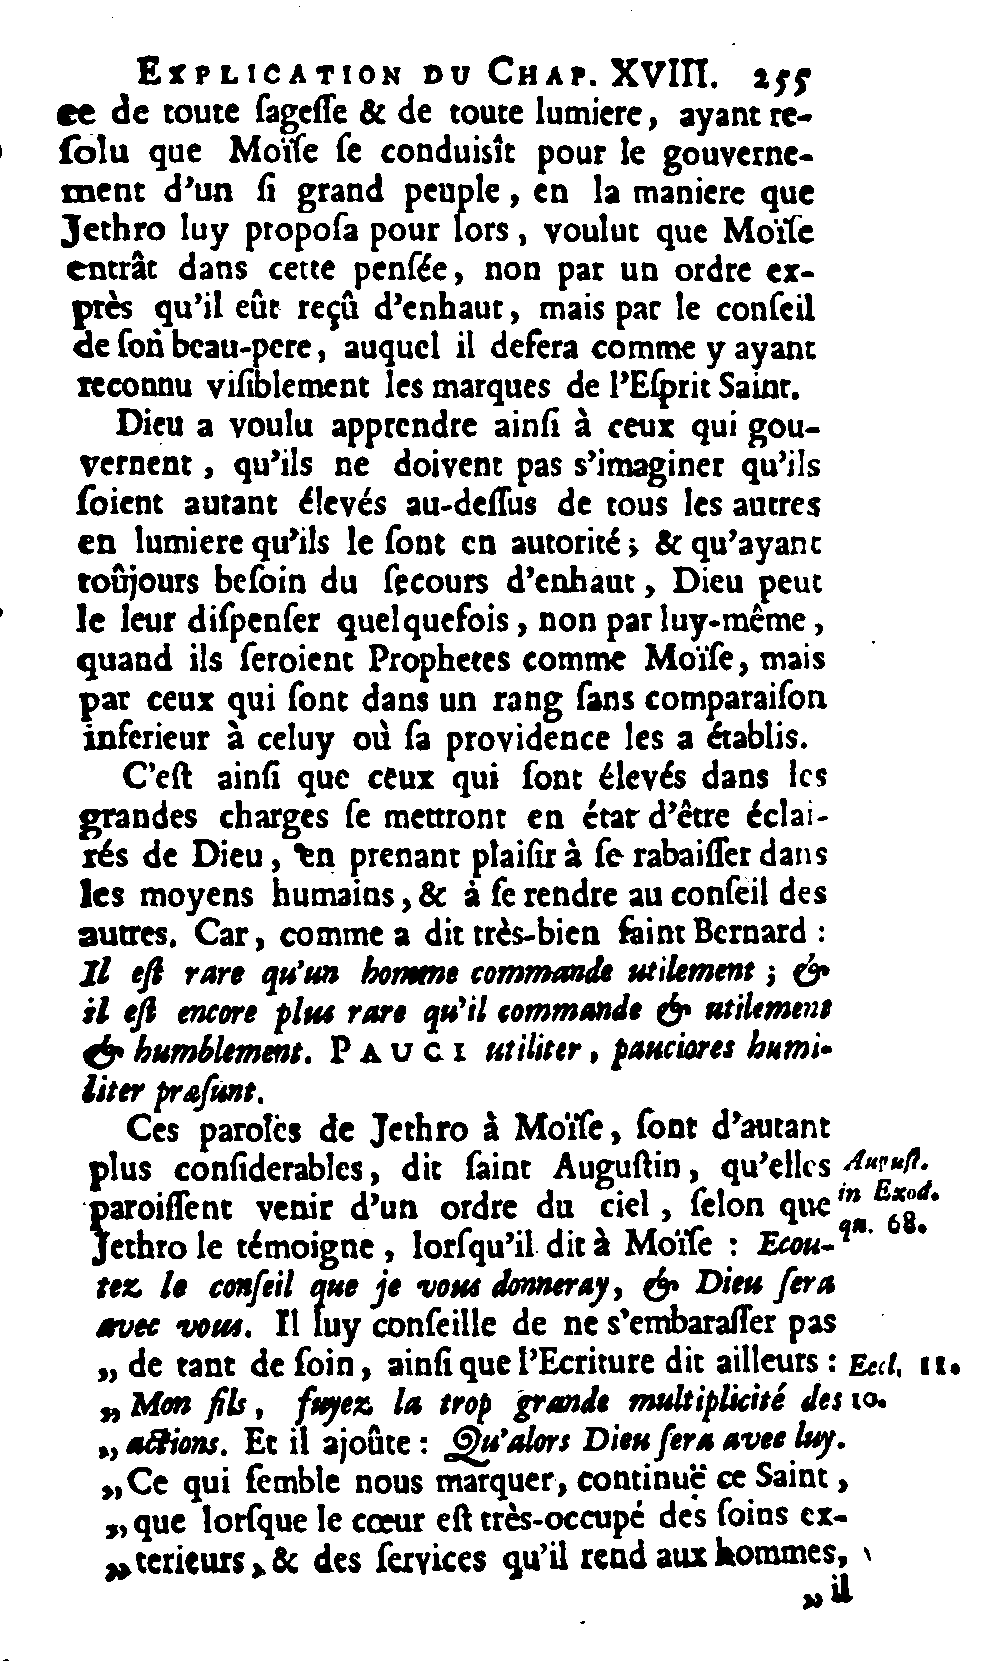 EXPLICATION DU CHAP. XVIII. 255
ce de toute ſageſſe & de toute lumiere, ayant re-
ſolu que Moïſe ſe conduisît pour le gouverne-
ment d'un ſi grand peuple, en la maniere que
Jethro luy propoſa pour lors, voulut que Moïſe
entrât dans cette penſée, non par un ordre ex-
près qu'il eût reçû d'enhaut, mais par le conſeil
de ſon beau-pere, auquel il defera comme y ayant
reconnu viſiblement les marques de l'Eſprit Saint.
Dieu a voulu apprendre ainſi à ceux qui gou-
vernent, qu'ils ne doivent pas s'imaginer qu'ils
ſoient autant élevés au-deſſus de tous les autres
en lumiere qu'ils le ſont en autorité; & qu'ayant
toûjours beſoin du ſecours d'enhaut, Dieu peut
le leur diſpenſer quelquefois, non par luy-même,
quand ils ſeroient Prophetes comme Moïſe, mais
par ceux qui ſont dans un rang ſans comparaiſon
inferieur à celuy où ſa providence les a établis.
C'eſt ainſi que ceux qui ſont élevés dans les
grandes charges ſe mettront en état d'être éclai-
rés de Dieu, en prenant plaiſir à ſe rabaiſſer dans
les moyens humains, & à ſe rendre au conſeil des
autres. Car, comme a dit très-bien ſaint Bernard :
Il eſt rare qu'un homme commande utilement ; &
il eſt encore plus rare qu'il commande & utilement
& humblement. PAUCI utiliter, pauciores humi-
liter præſunt.
Ces paroles de Jethro à Moïſe, ſont d'autant
plus conſiderables, dit ſaint Auguſtin, qu'elles Auguſt.
paroiſſent venir d'un ordre du ciel, ſelon que in Exod.
Jethro le témoigne, lorſqu'il dit à Moïſe : Ecou- qu. 68.
tez le conſeil que je vous donneray, & Dieu ſera
avec vous. Il luy conſeille de ne s'embaraſſer pas
„ de tant de ſoin, ainſi que l'Ecriture dit ailleurs : Eccl. 11.
„ Mon fils, fuyez la trop grande multiplicité des 10.
„ actions. Et il ajoûte : Qu'alors Dieu ſera avec luy.
„ Ce qui ſemble nous marquer, continuë ce Saint,
„ que lorſque le cœur eſt très-occupé des ſoins ex-
„ terieurs, & des ſervices qu'il rend aux hommes,
„ il